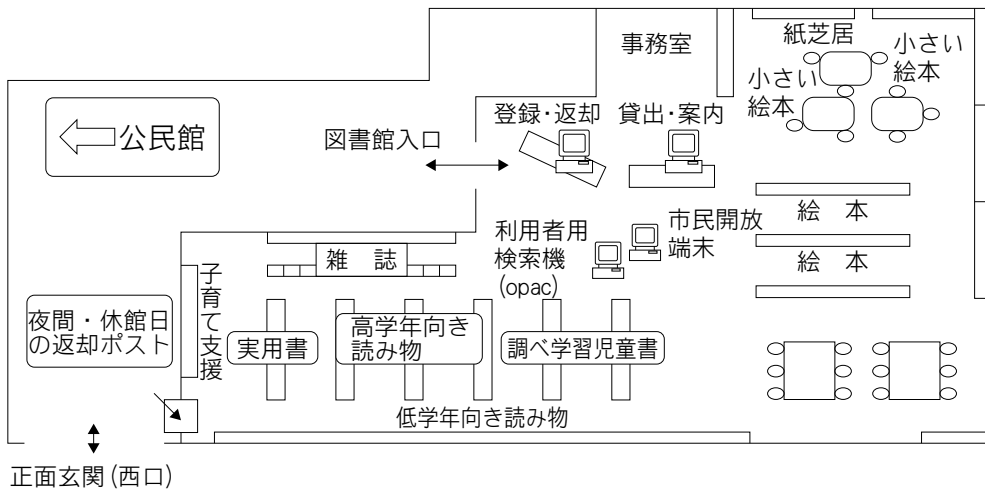 事務室
紙芝居
小さい
絵本
小さい
絵本
公民館
図書館入口
登録・返却
貸出・案内
絵　本
絵　本
利用者用
検索機
(opac)
市民開放
端末
雑　誌
子育て支援
夜間・休館日
の返却ポスト
実用書
高学年向き
読み物
調べ学習児童書
低学年向き読み物
正面玄関(西口)